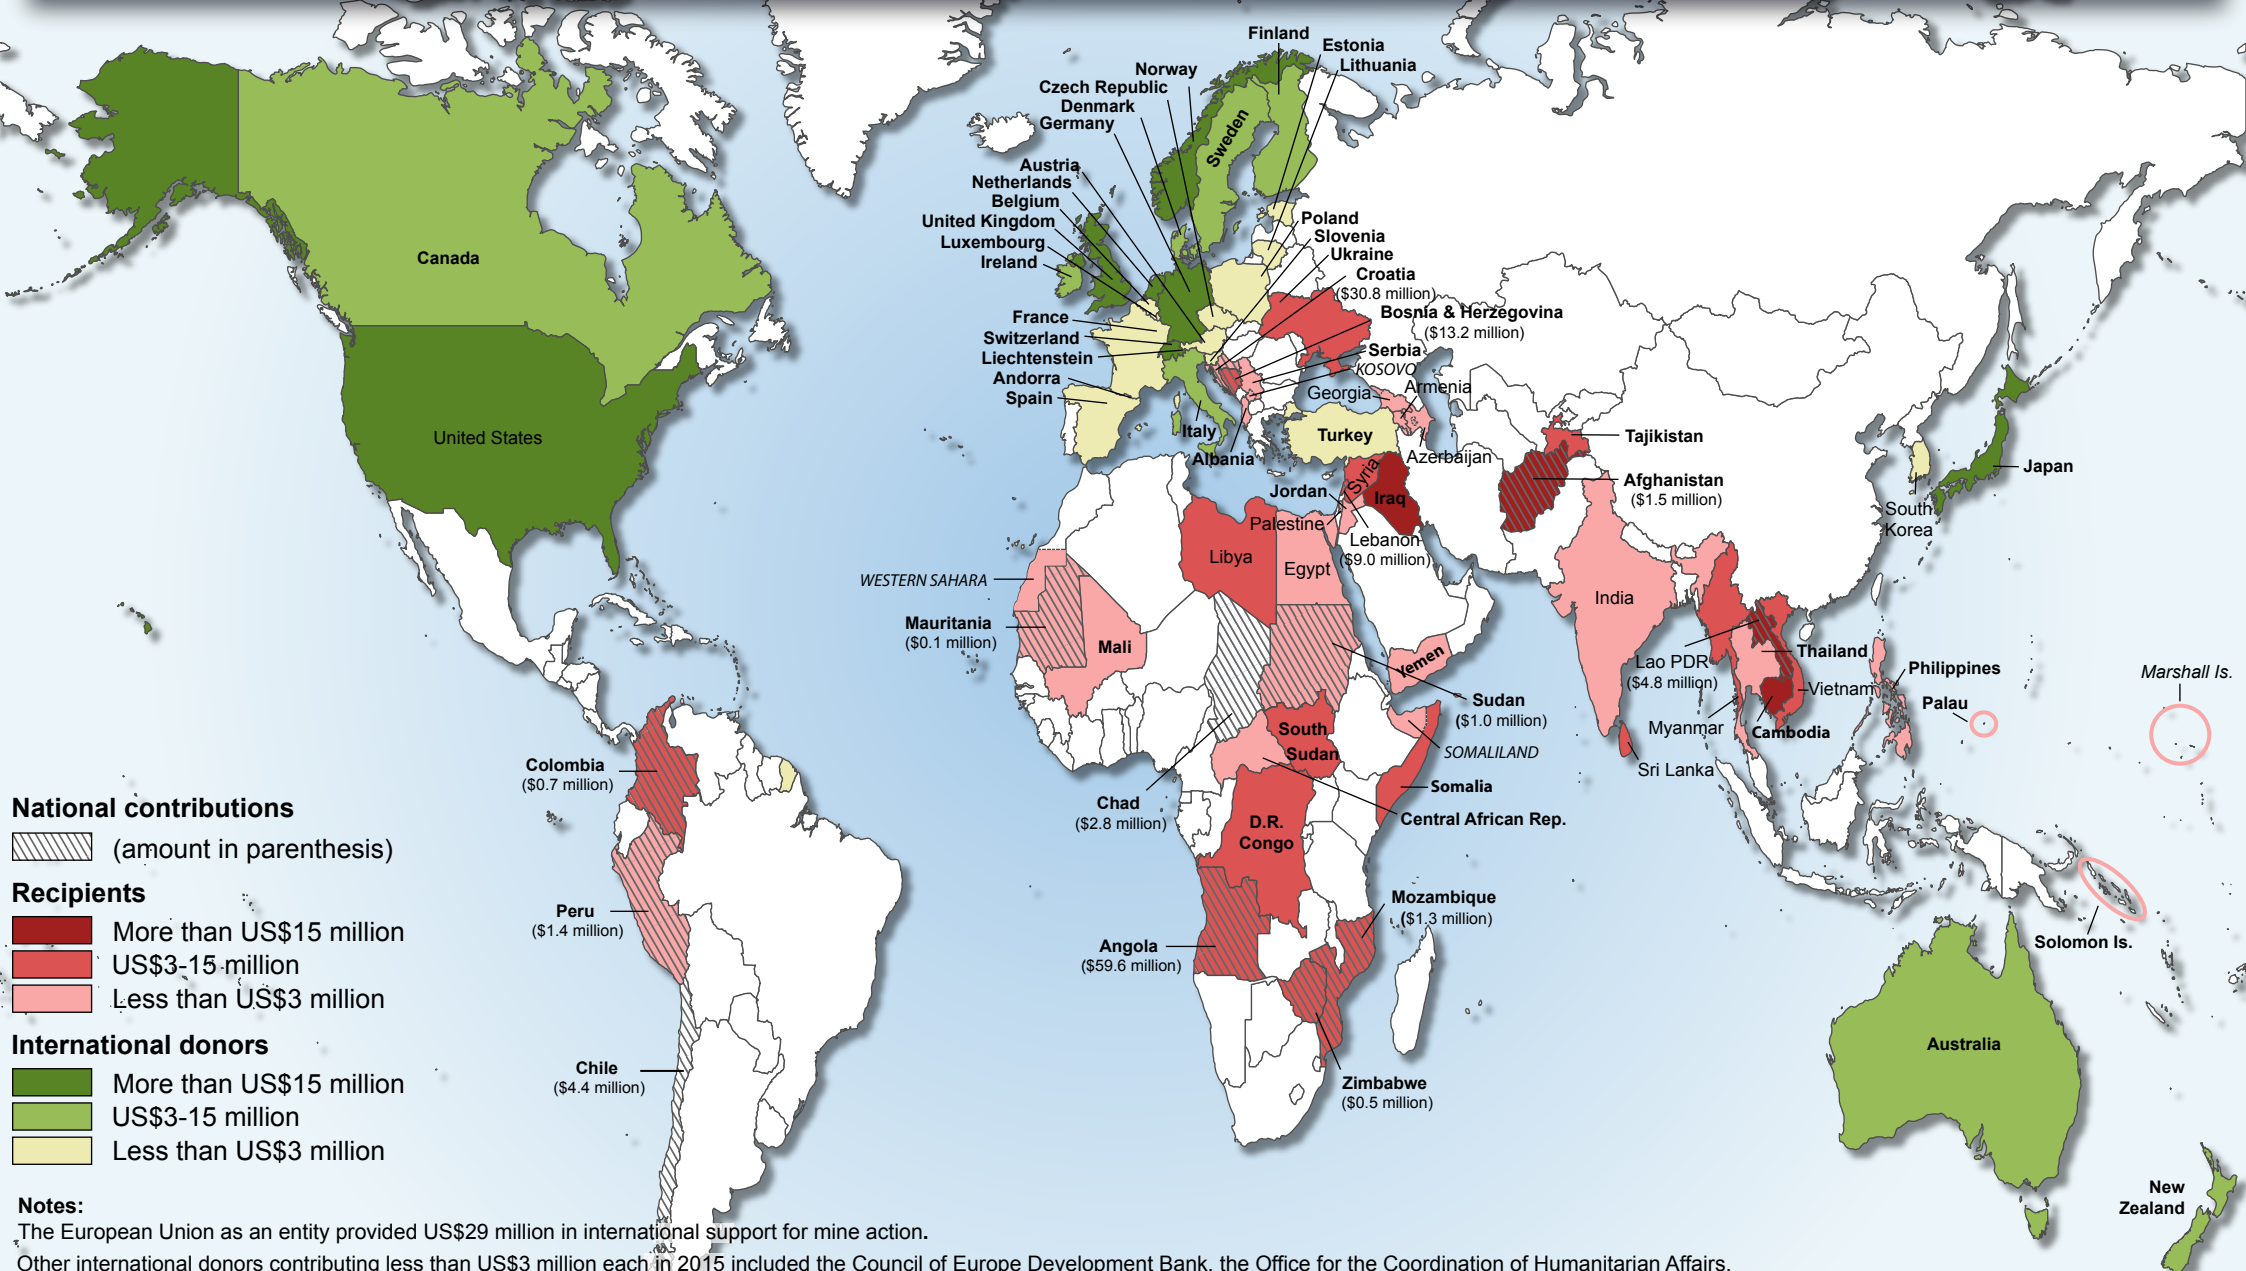 Finland
Estonia
Lithuania
Norway
Czech Republic
Denmark
Germany
Sweden
Austria
Netherlands
Belgium
United Kingdom
Luxembourg
Ireland
Poland
Slovenia
Ukraine
Croatia
($30.8 million)
Bosnia & Herzegovina
($13.2 million)
Serbia
KOSOVO
Georgia
Armenia
Azerbaijan
France
Switzerland
Liechtenstein
Andorra
Spain
Italy
Albania
Turkey
Canada
United States
Syria
Iraq
Jordan
Palestine
Lebanon
($9.0 million)
Tajikistan
Afghanistan
($1.5 million)
Japan
South
Korea
Libya
Egypt
India
WESTERN SAHARA
Mauritania
($0.1 million)
Mali
Yemen
Sudan
($1.0 million)
SOMALILAND
South
Sudan
Somalia
Central African Rep.
Chad
($2.8 million)
D.R.
Congo
Lao PDR
($4.8 million)
Thailand
Vietnam
Myanmar
Cambodia
Sri Lanka
Philippines
Palau
Marshall Is.
Solomon Is.
Colombia
($0.7 million)
Peru
($1.4 million)
Chile
($4.4 million)
Angola
($59.6 million)
Mozambique
($1.3 million)
Zimbabwe
($0.5 million)
Australia
New
Zealand
National contributions
(amount in parenthesis)
Recipients
More than US$15 million
US$3-15 million
Less than US$3 million
International donors
More than US$15 million
US$3-15 million
Less than US$3 million
Notes:
The European Union as an entity provided US$29 million in international support for mine action.
Other international donors contributing less than US$3 million each in 2015 included the Council of Europe Development Bank, the Office for the Coordination of Humanitarian Affairs,